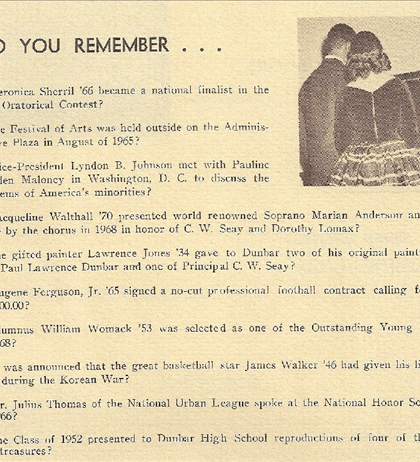 YOU REMEMBER . . .
Sherril '66 became a national finalist in the
Oratorical Contest?
Festival of Arts was held outside on the Adminis-
Plaza in August of 1965?
ice-President Lyndon B. Johnson met with Pauline
Maloney in Washington, D. C. to discuss the
of America's minorities?
acqueline Walthall '70 presented world renowned Soprano Marian Anderson an
by the chorus in 1968 in honor of C. W. Seay and Dorothy Lomax?
gifted painter Lawrence Jones '34 gave to Dunbar two of his original paint
Paul Lawrence Dunbar and one of Principal C. W. Seay?
ugene Ferguson, Jr. '65 signed a no-cut professional football contract calling f
00.00?
lumnus William Womack '53 was selected as one of the Outstanding Young
68?
was announced that the great basketball star James Walker '46 had given his li
during the Korean War?
r. Julius Thomas of the National Urban League spoke at the National Honor So
66?
he Class of 1952 presented to Dunbar High School reproductions of four of th
treasures?